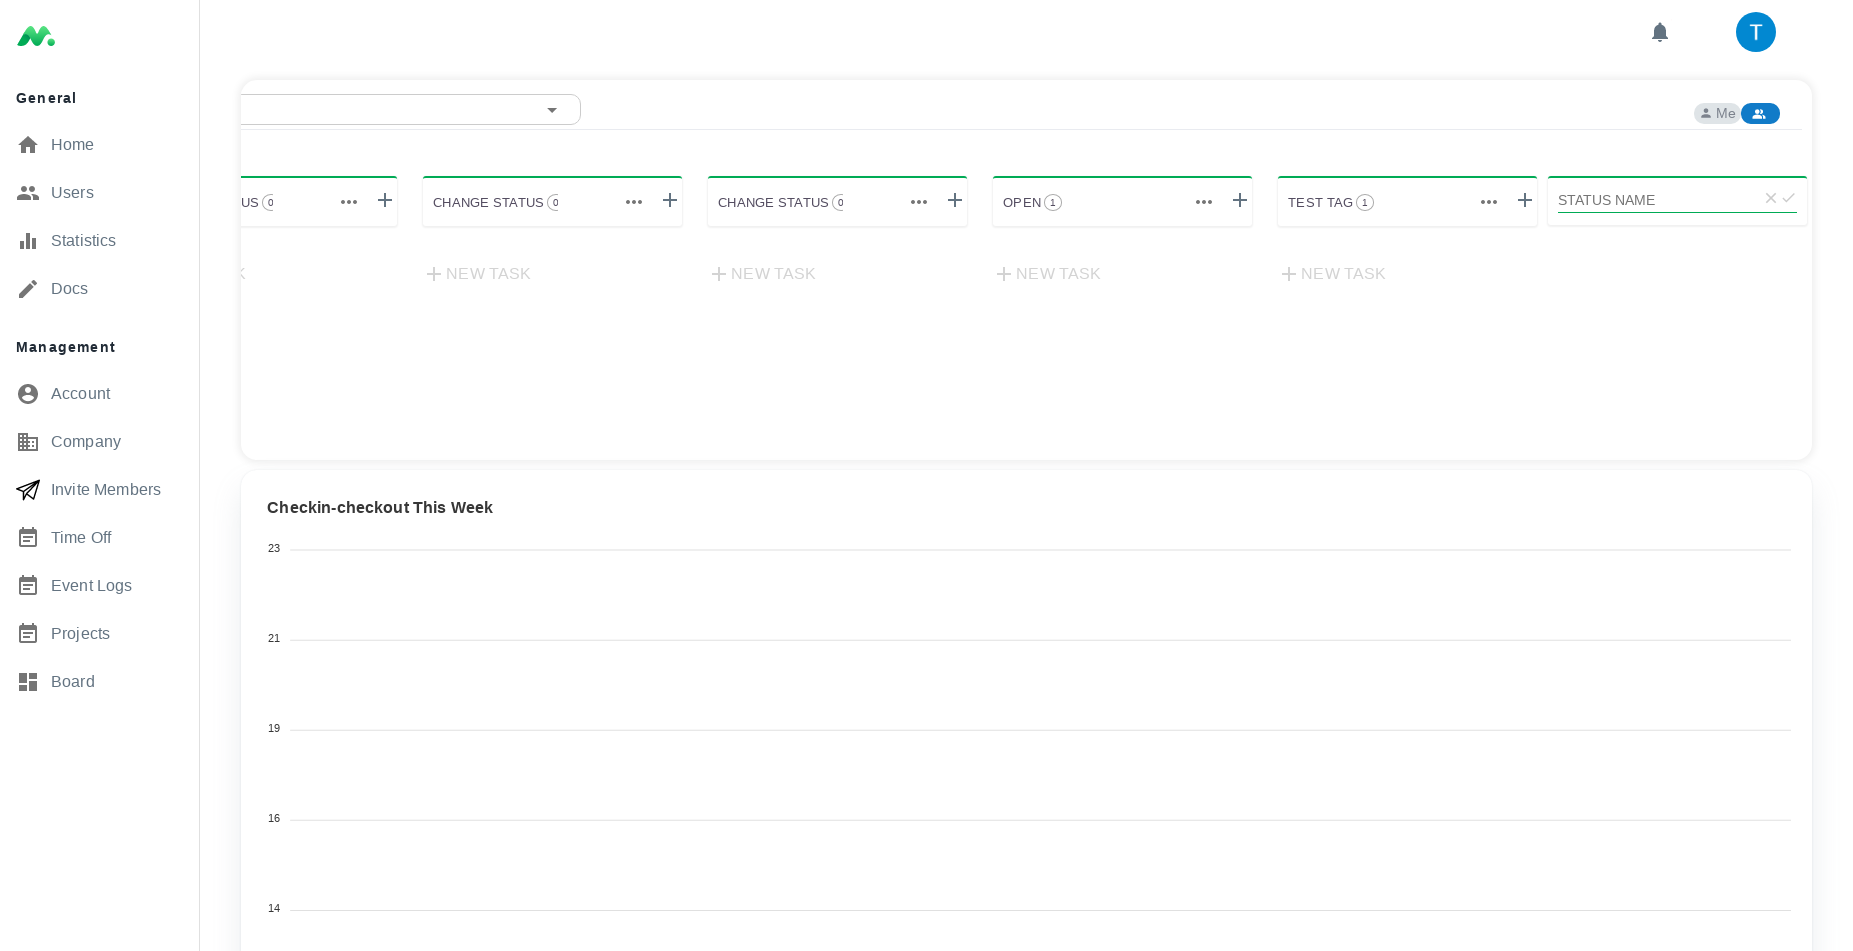 General
Home
Users
Statistics
Docs
Management
Account
Company
Invite Members
Time Off
Event Logs
Projects
Board
T
Me
US 0
CHANGE STATUS 0
CHANGE STATUS 0
OPEN 1
TEST TAG 1
STATUS NAME
K
NEW TASK
NEW TASK
NEW TASK
NEW TASK
Checkin-checkout This Week
23
21
19
16
14